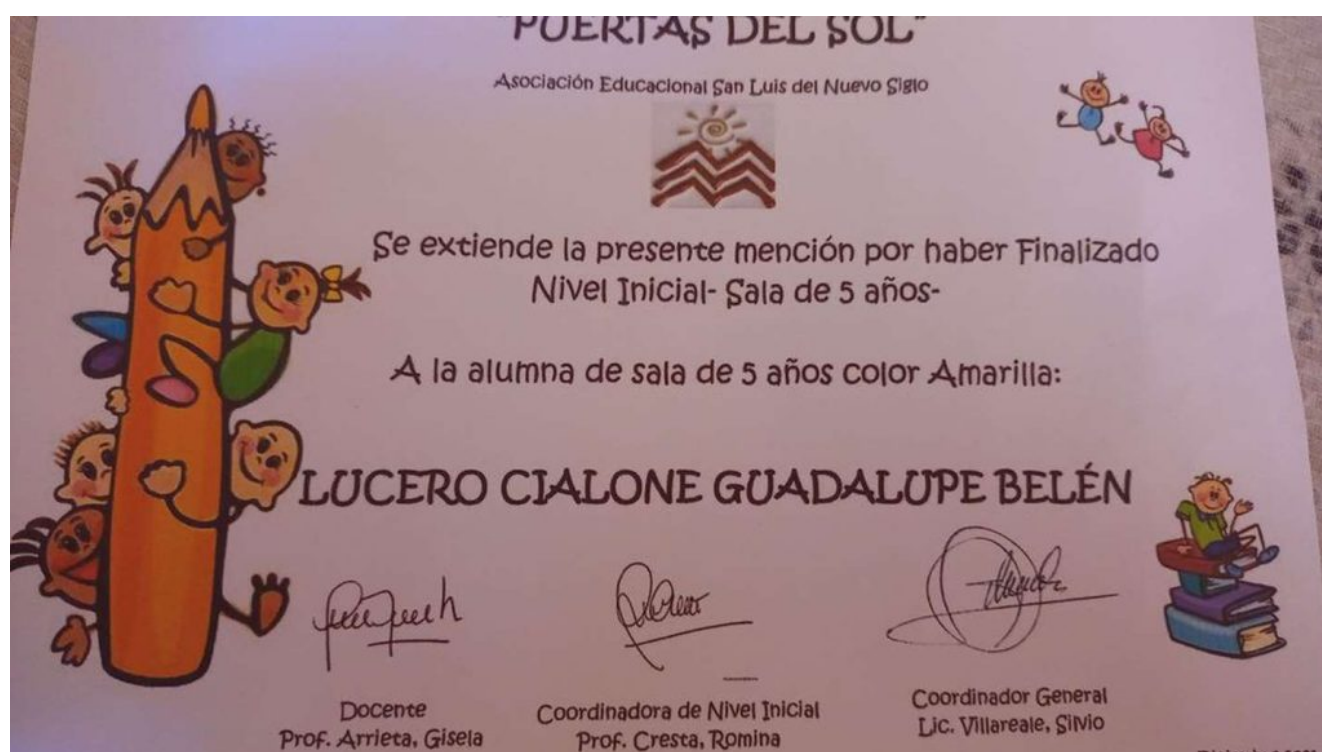 "PUERTAS DEL SOL"
Asociación Educacional San Luis del Nuevo Siglo
Se extiende la presente mención por haber Finalizado
Nivel Inicial- Sala de 5 años-
A la alumna de sala de 5 años color Amarilla:
LUCERO CIALONE GUADALUPE BELÉN
Docente
Prof. Arrieta, Gisela
Coordinadora de Nivel Inicial
Prof. Cresta, Romina
Coordinador General
Lic. Villareale, Silvio